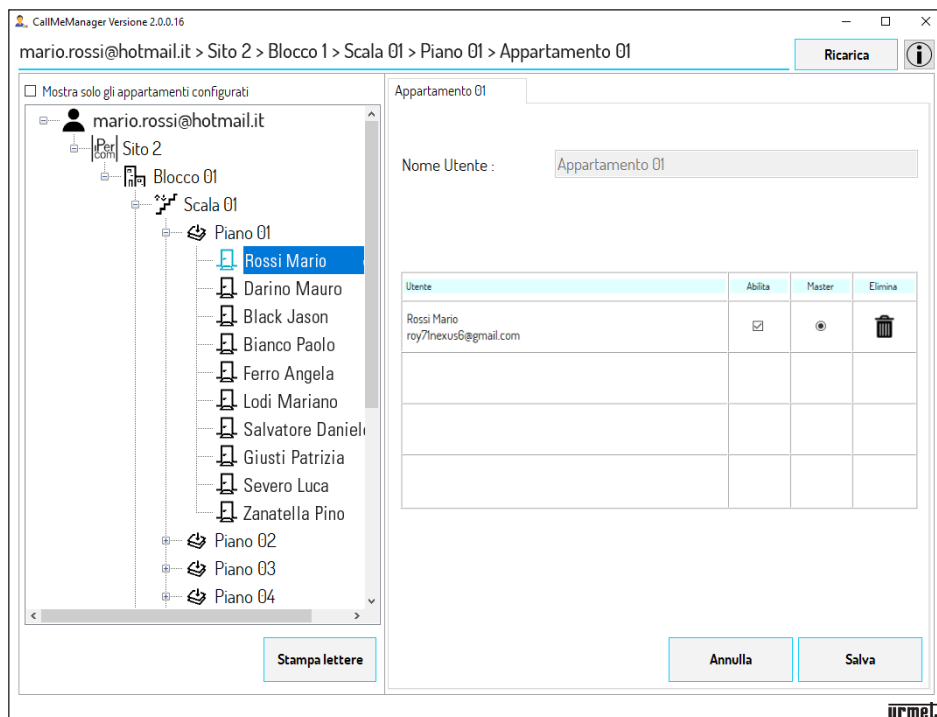 CallMeManager Versione 2.0.0.16
mario.rossi@hotmail.it > Sito 2 > Blocco 1 > Scala 01 > Piano 01 > Appartamento 01
Ricarica
i
Mostra solo gli appartamenti configurati
mario.rossi@hotmail.it
Per
com
Sito 2
Blocco 01
Scala 01
Piano 01
Rossi Mario
Darino Mauro
Black Jason
Bianco Paolo
Ferro Angela
Lodi Mariano
Salvatore Daniel
Giusti Patrizia
Severo Luca
Zanatella Pino
Piano 02
Piano 03
Piano 04
Stampa lettere
Appartamento 01
Nome Utente :
Appartamento 01
Utente Abilita Master Elimina
Rossi Mario
roy71nexus6@gmail.com
Annulla
Salva
urmet